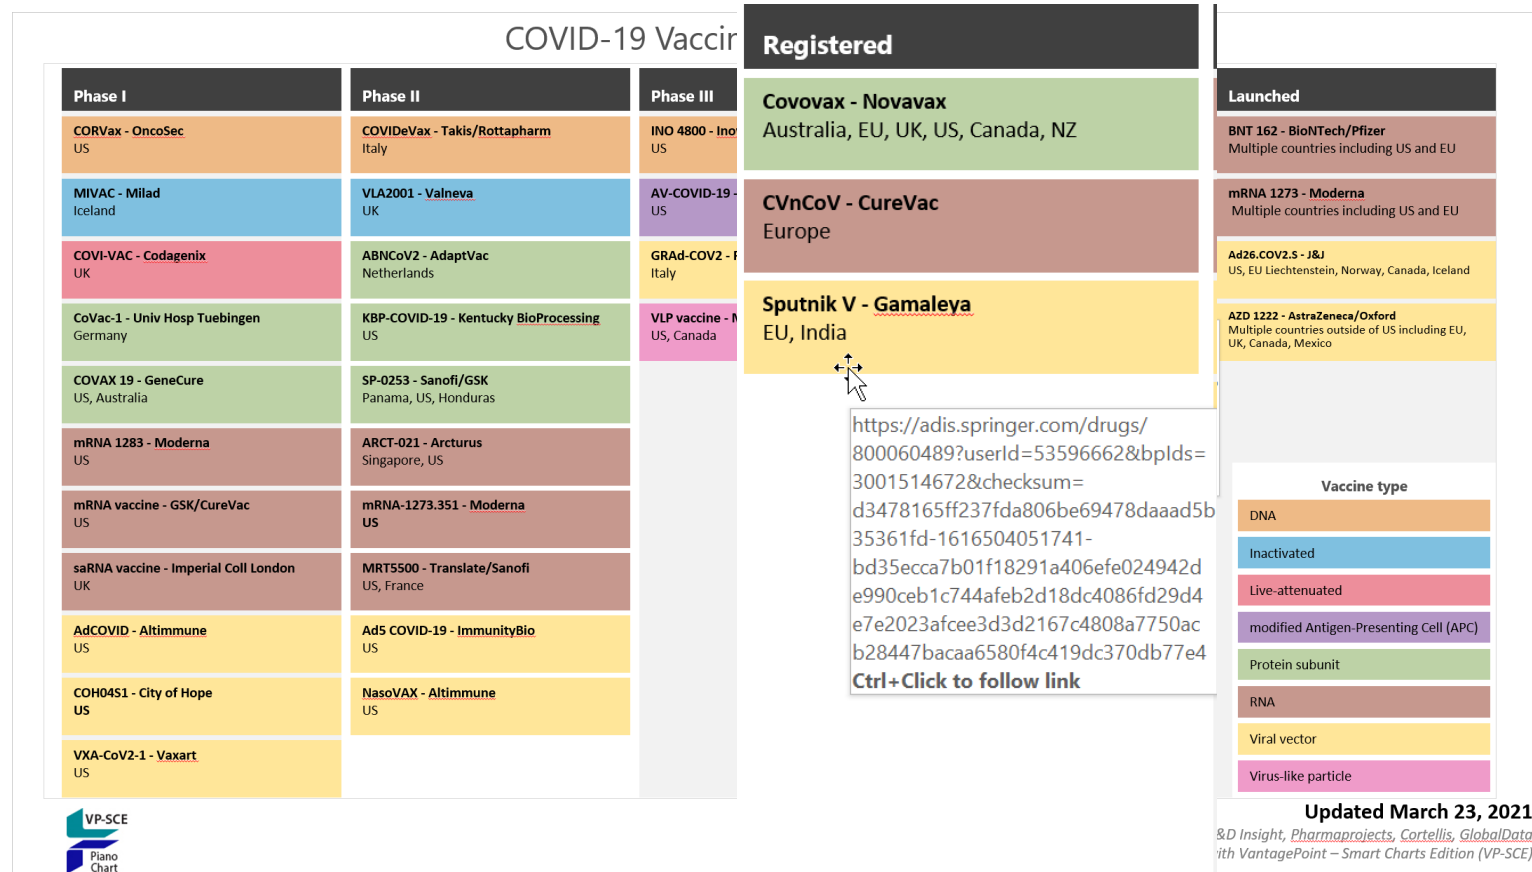 COVID-19
Phase I
CORVax - OncoSec
US
MIVAC - Milad
Iceland
COVI-VAC - Codagenix
UK
CoVac-1 - Univ Hosp Tuebingen
Germany
COVAX 19 - GeneCure
US, Australia
mRNA 1283 - Moderna
US
mRNA vaccine - GSK/CureVac
US
saRNA vaccine - Imperial Coll London
UK
AdCOVID - Altimmune
US
COH04S1 - City of Hope
US
VXA-CoV2-1 - Vaxart
US
Phase II
COVIDeVax - Takis/Rottapharm
Italy
VLA2001 - Valneva
UK
ABNCoV2 - AdaptVac
Netherlands
KBP-COVID-19 - Kentucky BioProcessing
US
SP-0253 - Sanofi/GSK
Panama, US, Honduras
ARCT-021 - Arcturus
Singapore, US
mRNA-1273.351 - Moderna
US
MRT5500 - Translate/Sanofi
US, France
Ad5 COVID-19 - ImmunityBio
US
NasoVAX - Altimmune
US
Phase III
INO 4800 -
US
AV-COVID-19 -
US
GRAd-COV2 -
Italy
VLP vaccine -
US, Canada
Registered
Covovax - Novavax
Australia, EU, UK, US, Canada, NZ
CVnCoV - CureVac
Europe
Sputnik V - Gamaleya
EU, India
https://adis.springer.com/drugs/
800060489?userId=53596662&bpIds=
3001514672&checksum=
d3478165ff237fda806be69478daaad5b
35361fd-1616504051741-
bd35ecca7b01f18291a406efe024942d
e990ceb1c744afeb2d18dc4086fd29d4
e7e2023afcee3d3d2167c4808a7750ac
b28447bacaa6580f4c419dc370db77e4
Ctrl+Click to follow link
Launched
BNT 162 - BioNTech/Pfizer
Multiple countries including US and EU
mRNA 1273 - Moderna
Multiple countries including US and EU
Ad26.COV2.S - J&J
US, EU Liechtenstein, Norway, Canada, Iceland
AZD 1222 - AstraZeneca/Oxford
Multiple countries outside of US including EU,
UK, Canada, Mexico
Vaccine type
DNA
Inactivated
Live-attenuated
modified Antigen-Presenting Cell (APC)
Protein subunit
RNA
Viral vector
Virus-like particle
VP-SCE
Piano
Chart
Updated March 23, 2021
&D Insight, Pharmaprojects, Cortellis, GlobalData
VantagePoint – Smart Charts Edition (VP-SCE)